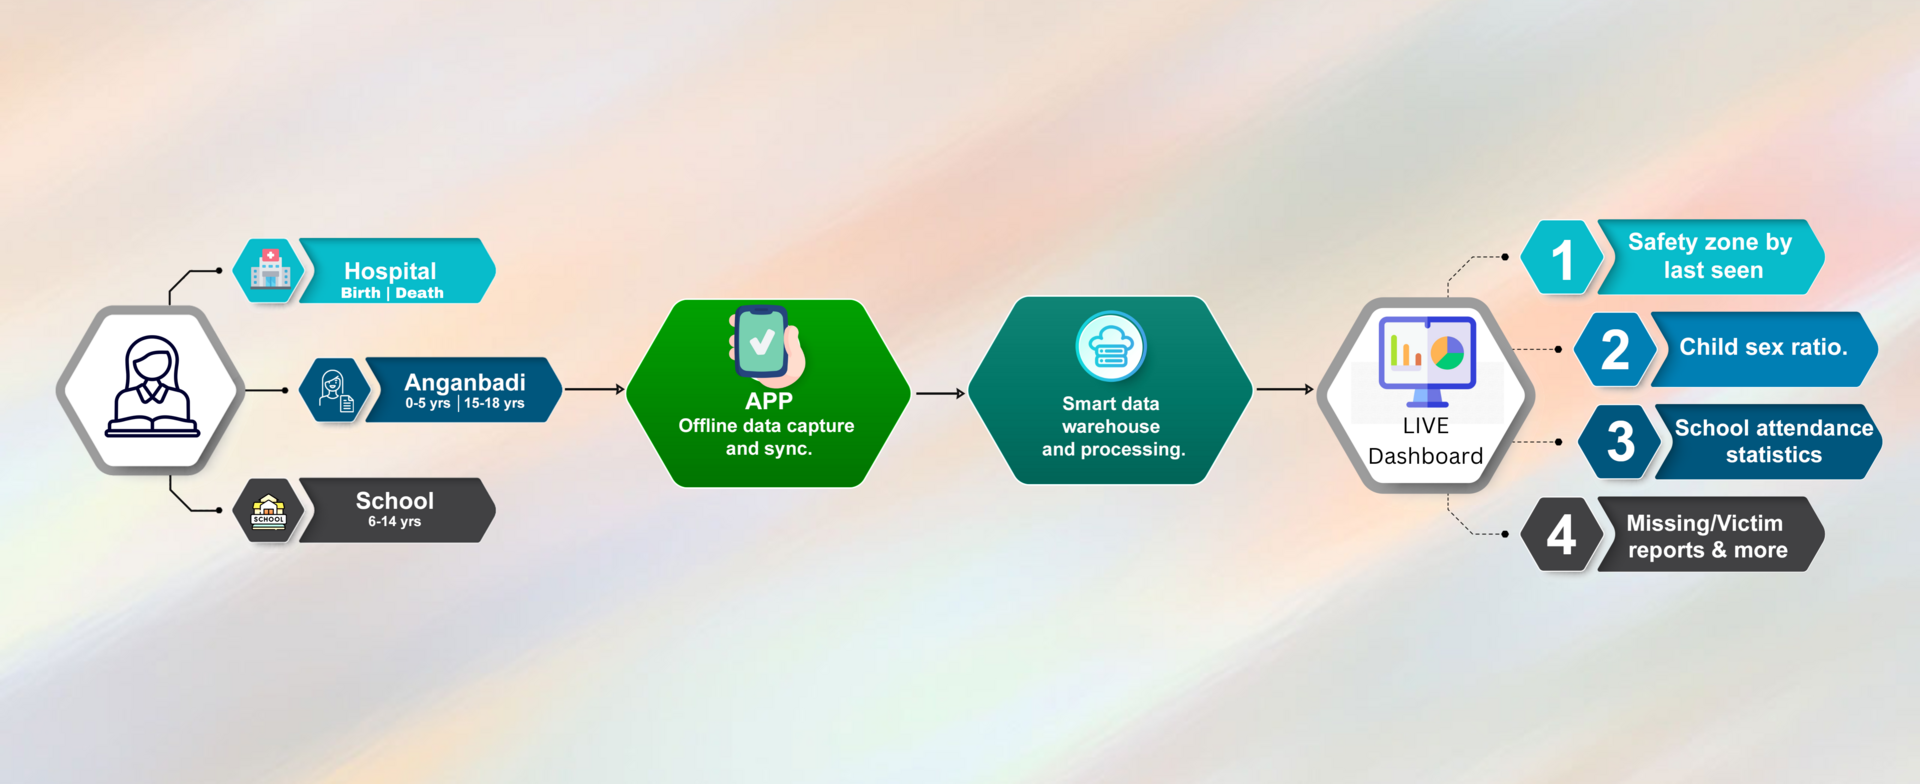 Hospital
Birth | Death
Anganbadi
0-5 yrs | 15-18 yrs
SCHOOL
School
6-14 yrs
APP
Offline data capture
and sync.
Smart data
warehouse
and processing.
LIVE
Dashboard
1
Safety zone by
last seen
2
Child sex ratio.
3
School attendance
statistics
4
Missing/Victim
reports & more